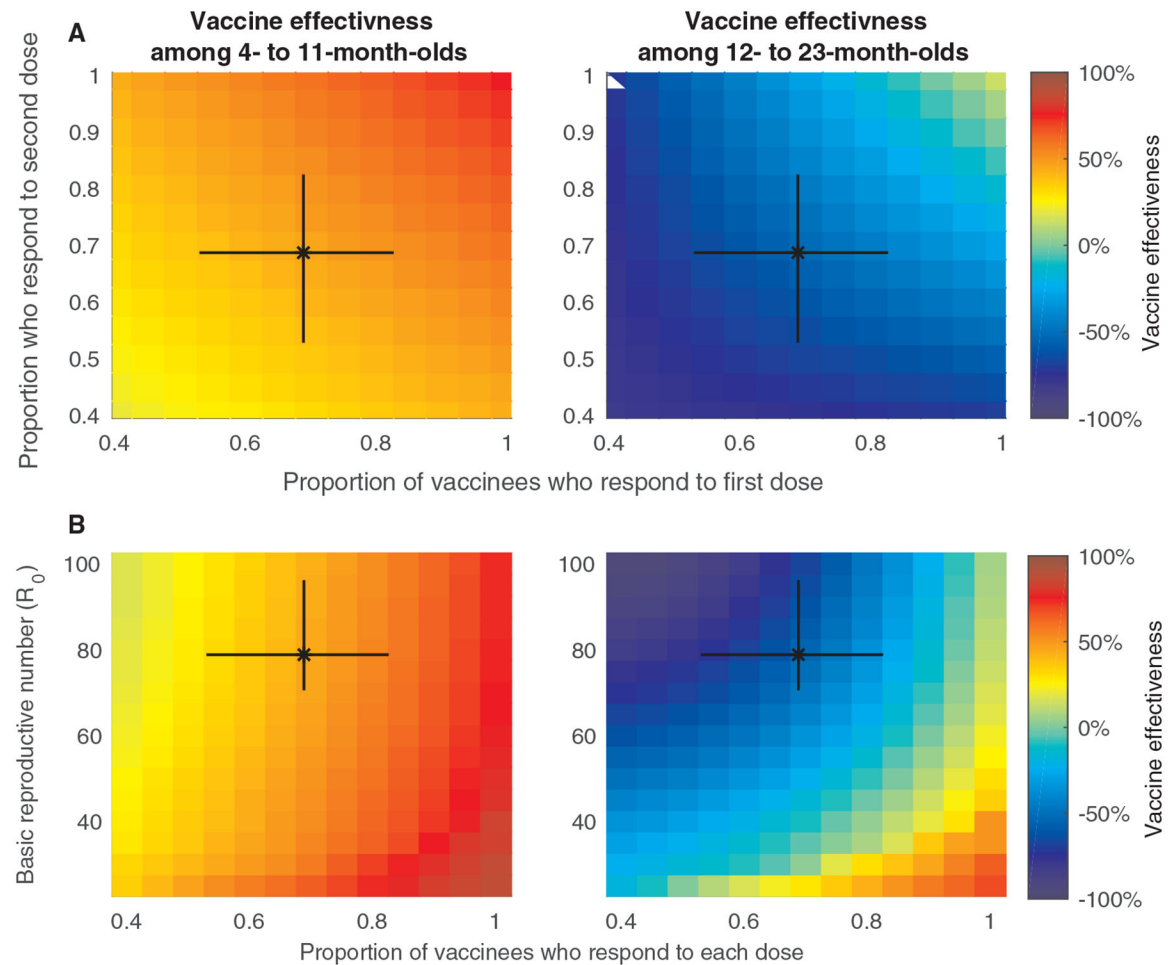 A
Vaccine effectivness
among 4- to 11-month-olds
Vaccine effectivness
among 12- to 23-month-olds
Proportion who respond to second dose
1
0.9
0.8
0.7
0.6
0.5
0.4
0.4 0.6 0.8 1
1
0.9
0.8
0.7
0.6
0.5
0.4
0.4 0.6 0.8 1
100%
50%
0%
-50%
-100%
Vaccine effectiveness
Proportion of vaccinees who respond to first dose
B
Basic reproductive number (R0)
100
80
60
40
0.4 0.6 0.8 1
100
80
60
40
0.4 0.6 0.8 1
100%
50%
0%
-50%
-100%
Vaccine effectiveness
Proportion of vaccinees who respond to each dose